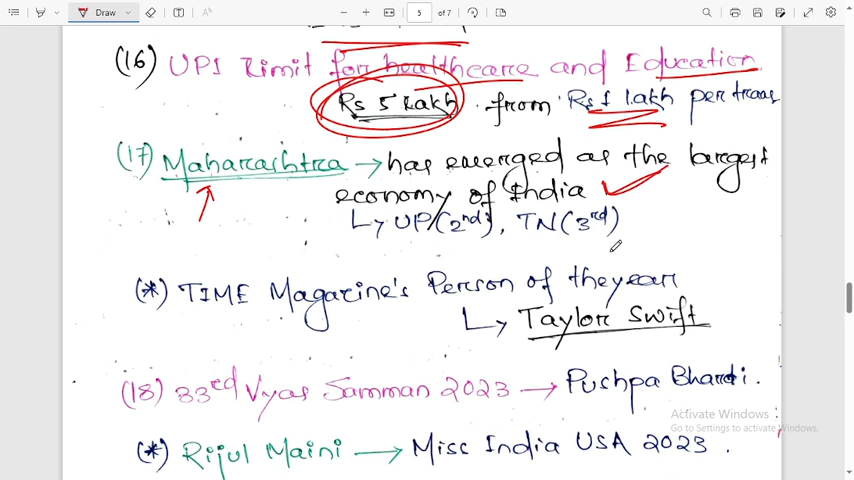 Draw
5 of 7
(16) UPI Limit for healthcare and Education
Rs 5 Lakh from Rs 1 lakh per trans
(17) Maharashtra → has emerged as the largest
economy of India
↳ UP(2nd), TN(3rd)
(*) TIME Magazine's Person of the year
↳ Taylor Swift
(18) 33rd Vyas Samman 2023 → Pushpa Bharti.
Activate Windows
Go to Settings to activate Windows.
(*) Rijul Maini → Miss India USA 2023.